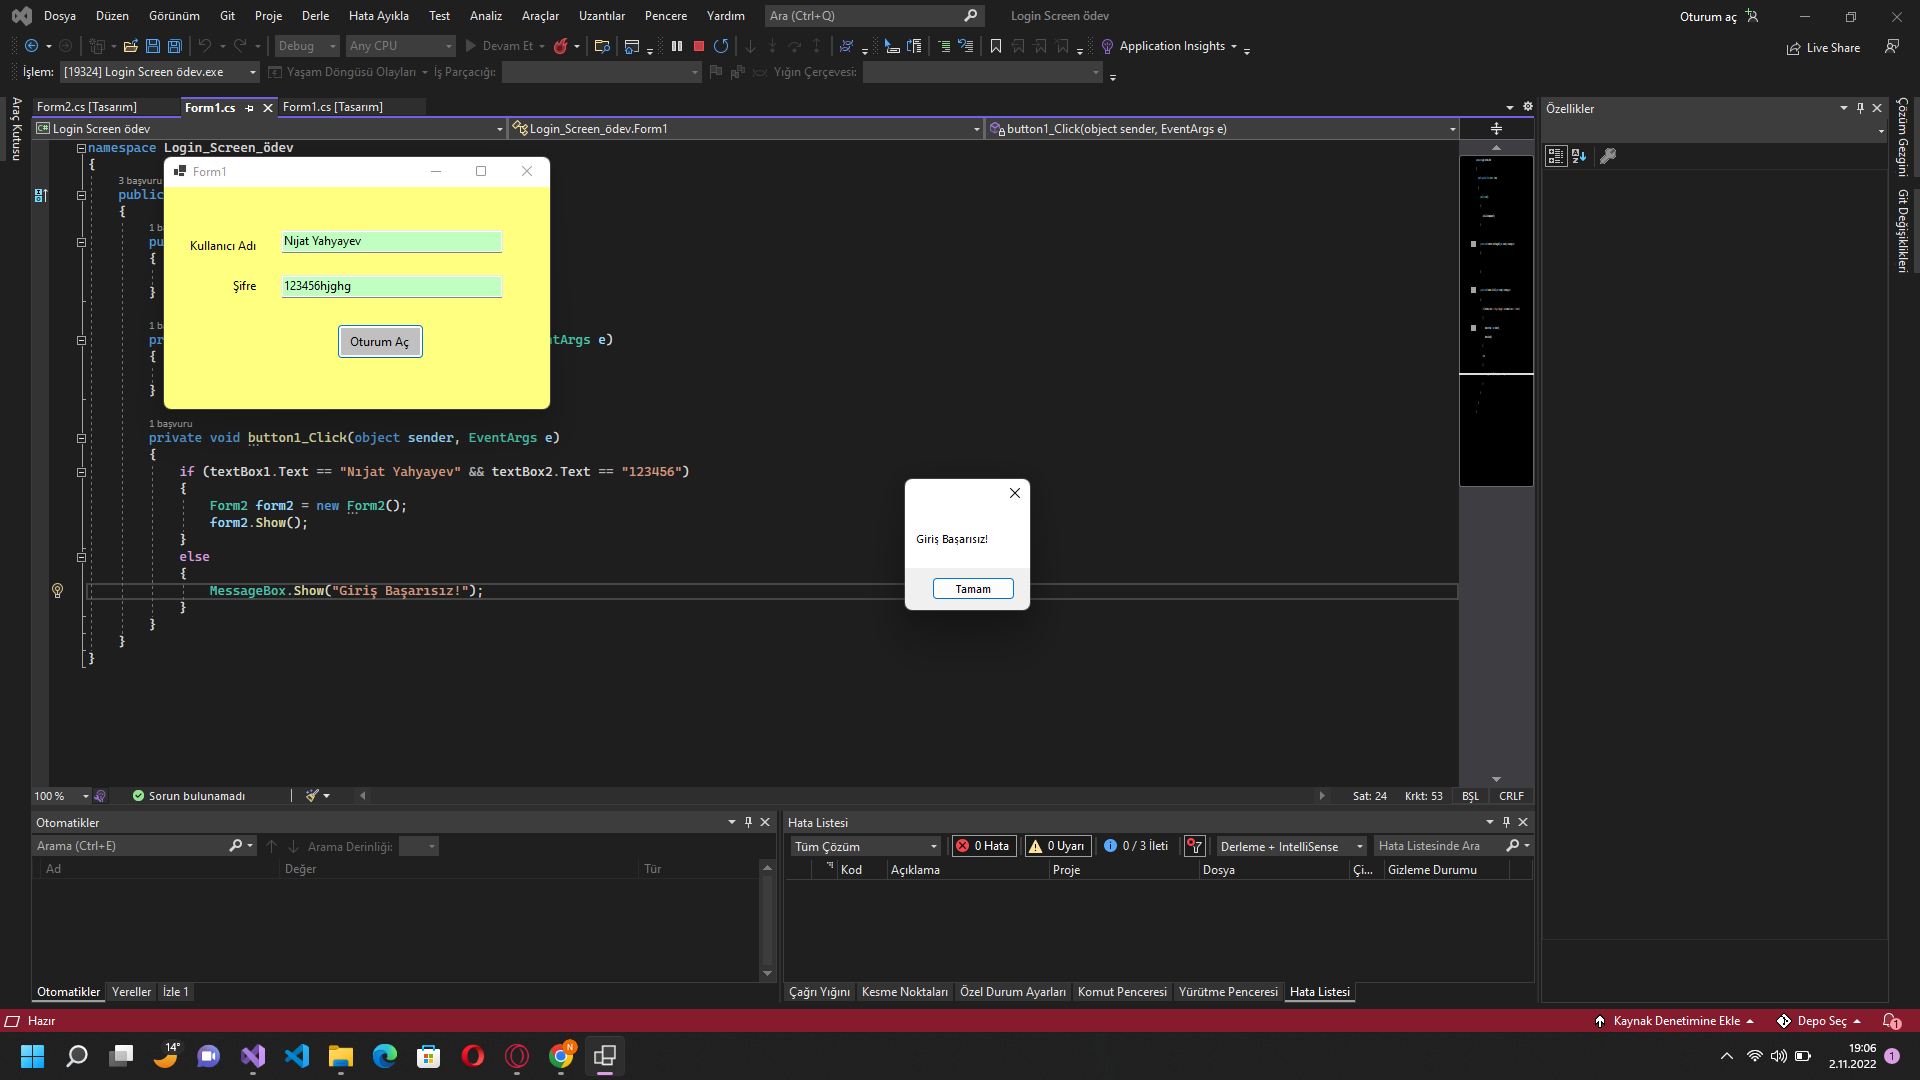 Dosya Düzen Görünüm Git Proje Derle Hata Ayıkla Test Analiz Araçlar Uzantılar Pencere Yardım Ara (Ctrl+Q) Login Screen ödev Oturum aç
Debug Any CPU Devam Et Application Insights Live Share
İşlem: [19324] Login Screen ödev.exe Yaşam Döngüsü Olayları İş Parçacığı: Yığın Çerçevesi:
Araç Kutusu
Form2.cs [Tasarım] Form1.cs Form1.cs [Tasarım]
Login Screen ödev Login_Screen_ödev.Form1 button1_Click(object sender, EventArgs e)
namespace Login_Screen_ödev
{
3 başvuru
public
{
1 ba
pu
{
}
1 ba
pr
ntArgs e)
{
}
Form1
Kullanıcı Adı Nıjat Yahyayev
Şifre 123456hjghg
Oturum Aç
1 başvuru
private void button1_Click(object sender, EventArgs e)
{
if (textBox1.Text == "Nıjat Yahyayev" && textBox2.Text == "123456")
{
Form2 form2 = new Form2();
form2.Show();
}
else
{
MessageBox.Show("Giriş Başarısız!");
}
}
}
}
Giriş Başarısız!
Tamam
Özellikler
Çözüm Gezgini
Git Değişiklikleri
100 % Sorun bulunamadı Sat: 24 Krkt: 53 BŞL CRLF
Otomatikler
Arama (Ctrl+E) Arama Derinliği:
Ad Değer Tür
Otomatikler Yereller İzle 1
Hata Listesi
Tüm Çözüm 0 Hata 0 Uyarı 0 / 3 İleti Derleme + IntelliSense Hata Listesinde Ara
Kod Açıklama Proje Dosya Çi... Gizleme Durumu
Çağrı Yığını Kesme Noktaları Özel Durum Ayarları Komut Penceresi Yürütme Penceresi Hata Listesi
Hazır Kaynak Denetimine Ekle Depo Seç 1
14° N
19:06
2.11.2022 1